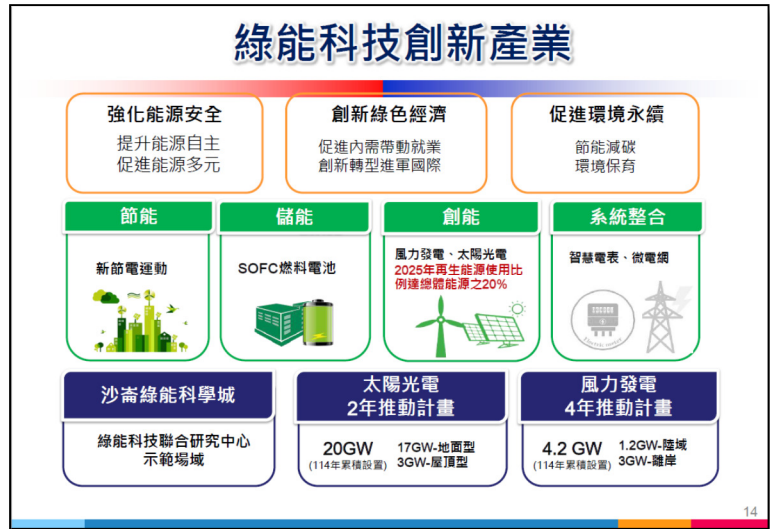 綠能科技創新產業
強化能源安全
提升能源自主
促進能源多元
創新綠色經濟
促進內需帶動就業
創新轉型進軍國際
促進環境永續
節能減碳
環境保育
節能
新節電運動
儲能
SOFC燃料電池
創能
風力發電、太陽光電
2025年再生能源使用比
例達總體能源之20%
系統整合
智慧電表、微電網
沙崙綠能科學城
綠能科技聯合研究中心
示範場域
太陽光電
2年推動計畫
20GW
(114年累積設置)
17GW-地面型
3GW-屋頂型
風力發電
4年推動計畫
4.2 GW
(114年累積設置)
1.2GW-陸域
3GW-離岸
14